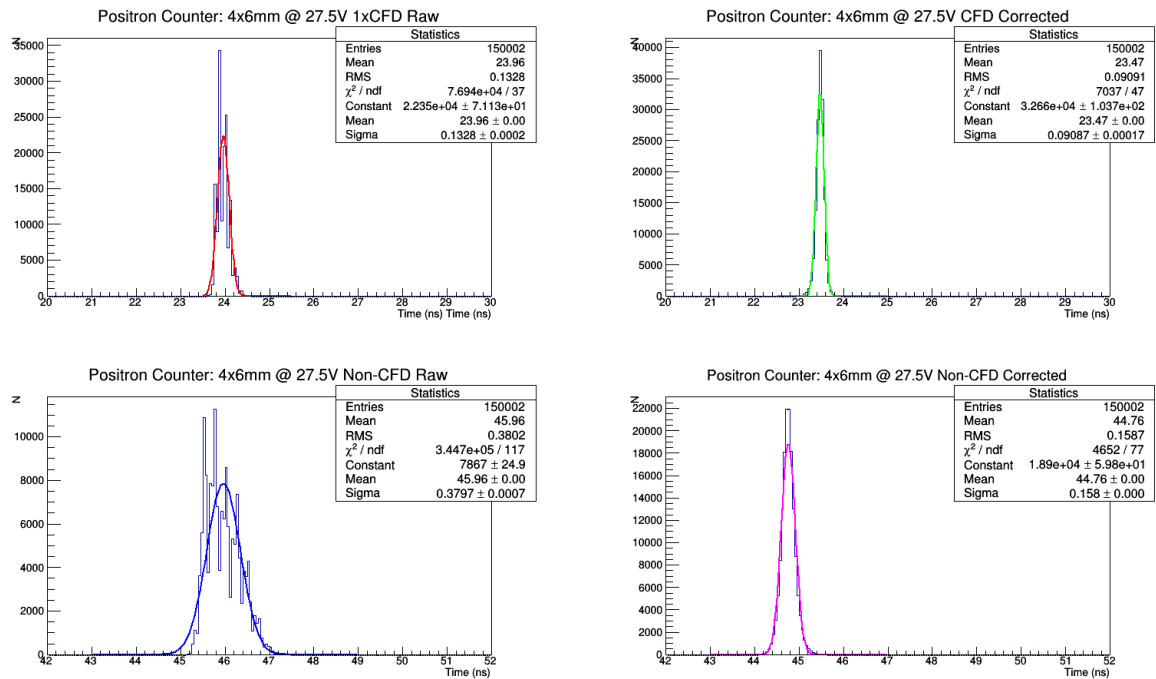 Positron Counter: 4x6mm @ 27.5V 1xCFD Raw
N
Statistics
Entries 150002
Mean 23.96
RMS 0.1328
χ² / ndf 7.694e+04 / 37
Constant 2.235e+04 ± 7.113e+01
Mean 23.96 ± 0.00
Sigma 0.1328 ± 0.0002
35000
30000
25000
20000
15000
10000
5000
0
20 21 22 23 24 25 26 27 28 29 30
Time (ns) Time (ns)
Positron Counter: 4x6mm @ 27.5V CFD Corrected
N
Statistics
Entries 150002
Mean 23.47
RMS 0.09091
χ² / ndf 7037 / 47
Constant 3.266e+04 ± 1.037e+02
Mean 23.47 ± 0.00
Sigma 0.09087 ± 0.00017
40000
35000
30000
25000
20000
15000
10000
5000
0
20 21 22 23 24 25 26 27 28 29 30
Time (ns)
Positron Counter: 4x6mm @ 27.5V Non-CFD Raw
N
Statistics
Entries 150002
Mean 45.96
RMS 0.3802
χ² / ndf 3.447e+05 / 117
Constant 7867 ± 24.9
Mean 45.96 ± 0.00
Sigma 0.3797 ± 0.0007
10000
8000
6000
4000
2000
0
42 43 44 45 46 47 48 49 50 51 52
Time (ns)
Positron Counter: 4x6mm @ 27.5V Non-CFD Corrected
N
Statistics
Entries 150002
Mean 44.76
RMS 0.1587
χ² / ndf 4652 / 77
Constant 1.89e+04 ± 5.98e+01
Mean 44.76 ± 0.00
Sigma 0.158 ± 0.000
22000
20000
18000
16000
14000
12000
10000
8000
6000
4000
2000
0
42 43 44 45 46 47 48 49 50 51 52
Time (ns)